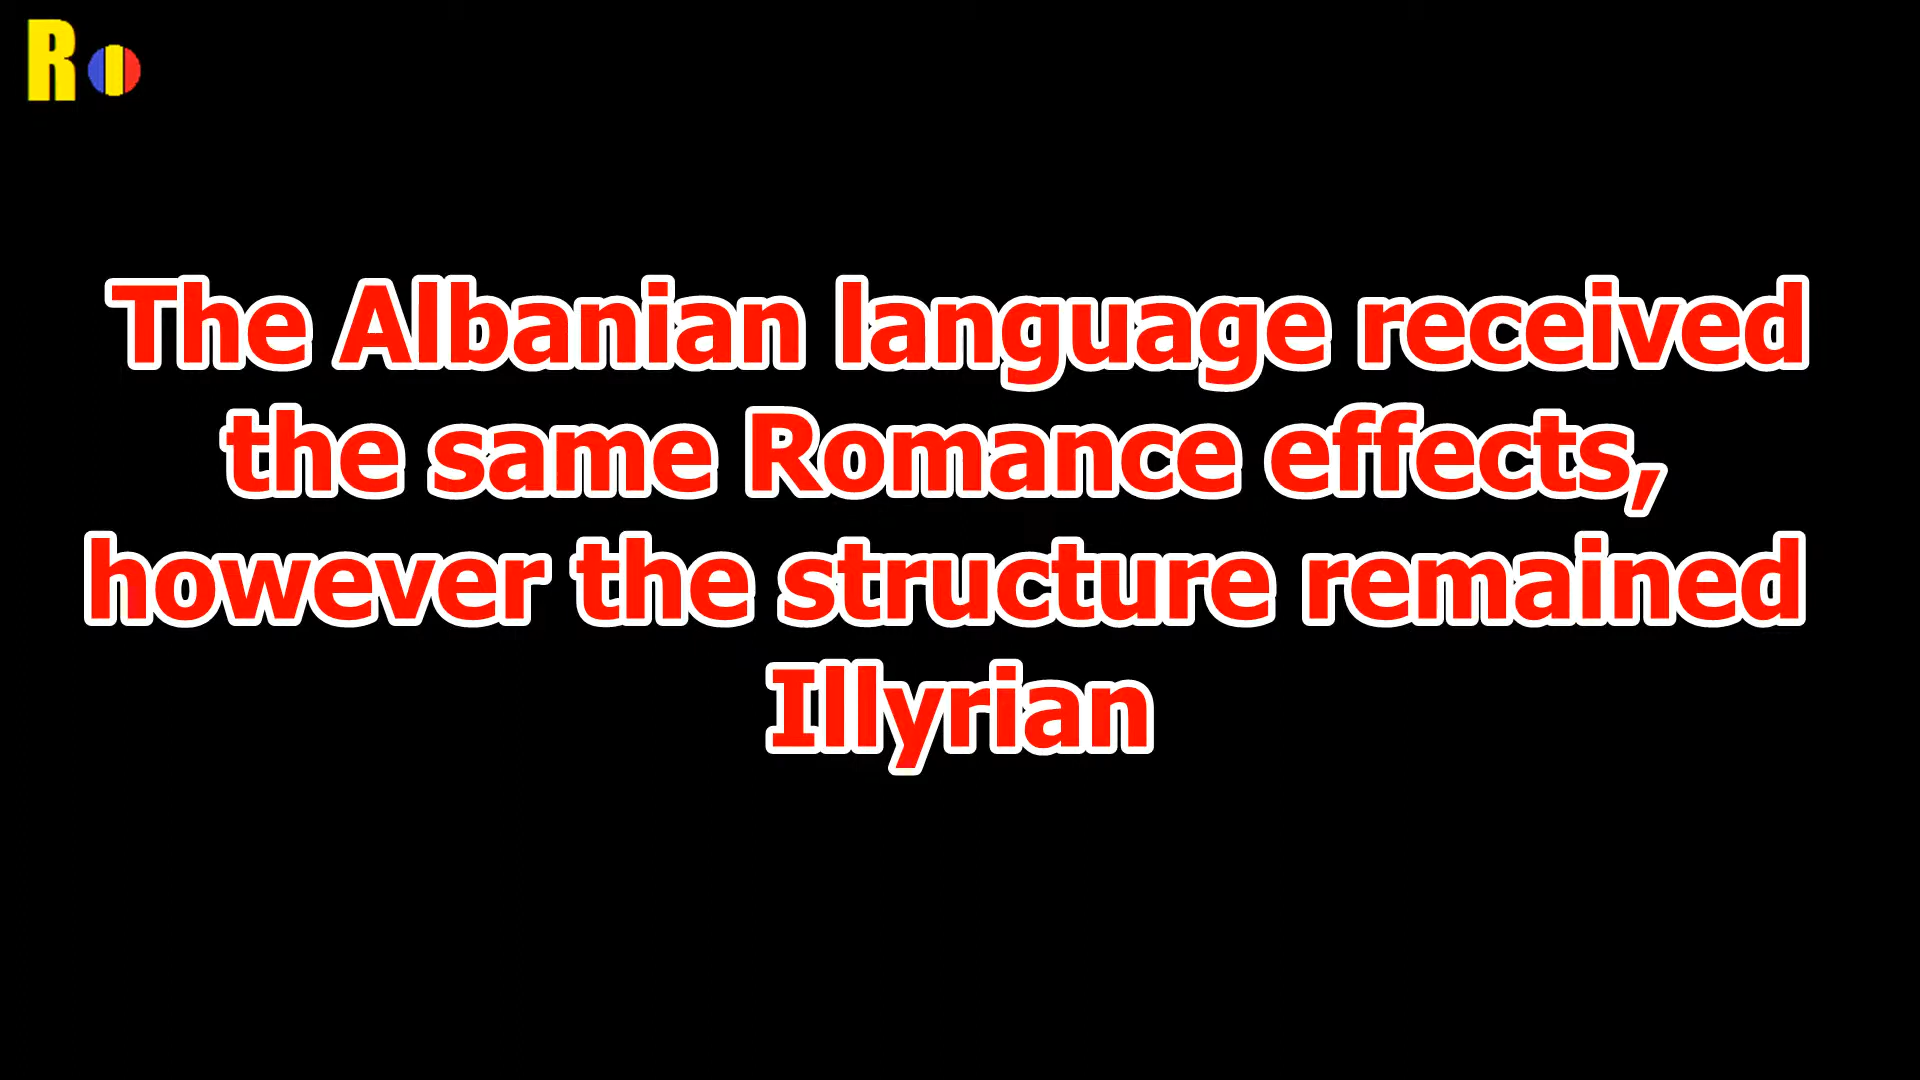 R
The Albanian language received
the same Romance effects,
however the structure remained
Illyrian